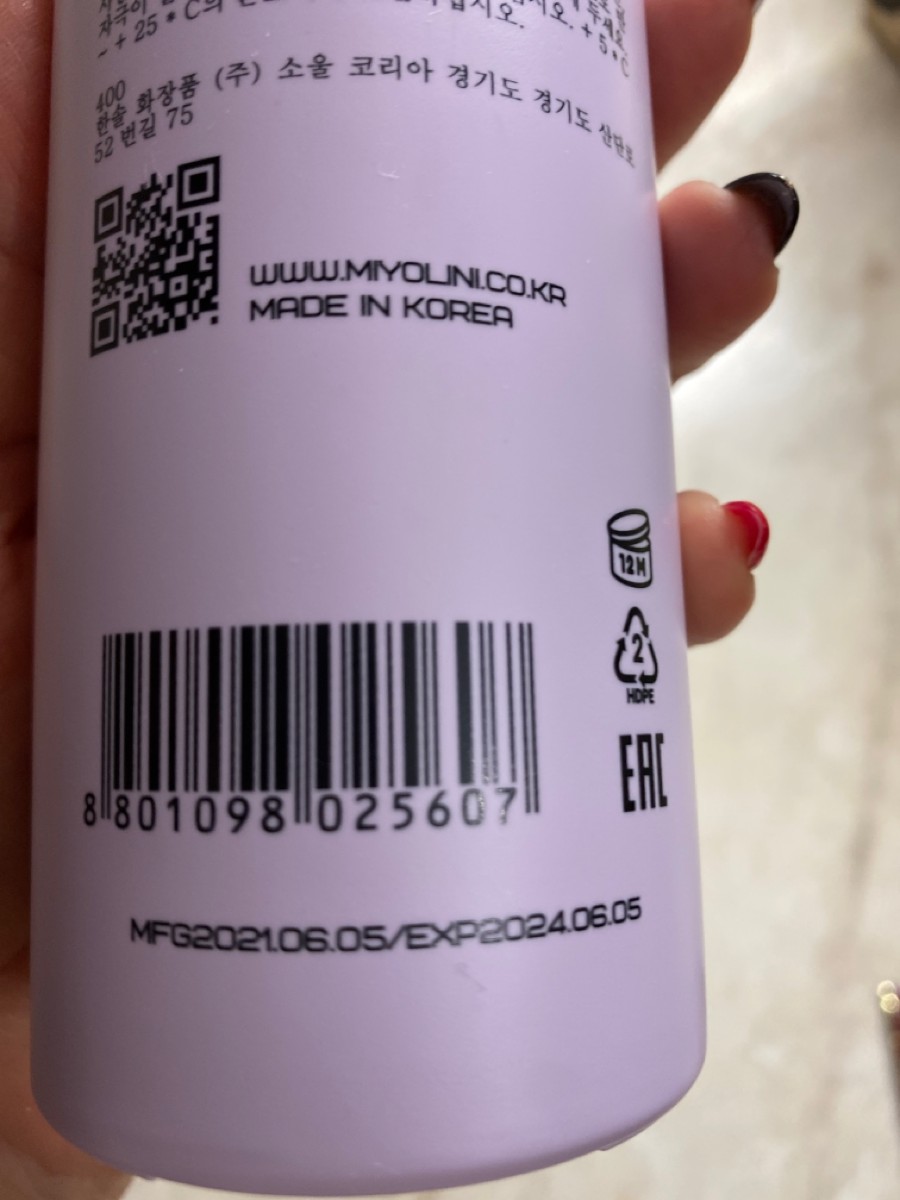 - + 25 * C의
+ 5 * C
400
한솔 화장품 (주) 소울 코리아 경기도 경기도 산단로
52 번길 75
WWW.MIYOLINI.CO.KR
MADE IN KOREA
12 M
2
HDPE
EAC
8 801098 025607
MFG2021.06.05/EXP2024.06.05